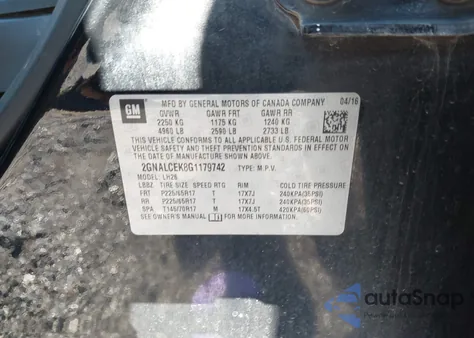 GM
MFD BY GENERAL MOTORS OF CANADA COMPANY 04/16
GVWR GAWR FRT GAWR RR
2250 KG 1175 KG 1240 KG
4960 LB 2590 LB 2733 LB
THIS VEHICLE CONFORMS TO ALL APPLICABLE U.S. FEDERAL MOTOR
VEHICLE SAFETY AND THEFT PREVENTION STANDARDS IN EFFECT ON
THE DATE OF MANUFACTURE SHOWN ABOVE.
2GNALCEK8G1179742 TYPE: M.P.V.
MODEL: LH26
TIRE SIZE SPEED RTG RIM COLD TIRE PRESSURE
FRT P225/65R17 T 17X7J 240KPA(35PSI)
RR P225/65R17 T 17X7J 240KPA(35PSI)
SPA T145/70R17 M 17X4.5T 420KPA(60PSI)
SEE OWNER'S MANUAL FOR MORE INFORMATION.
autoSnap
Powered by